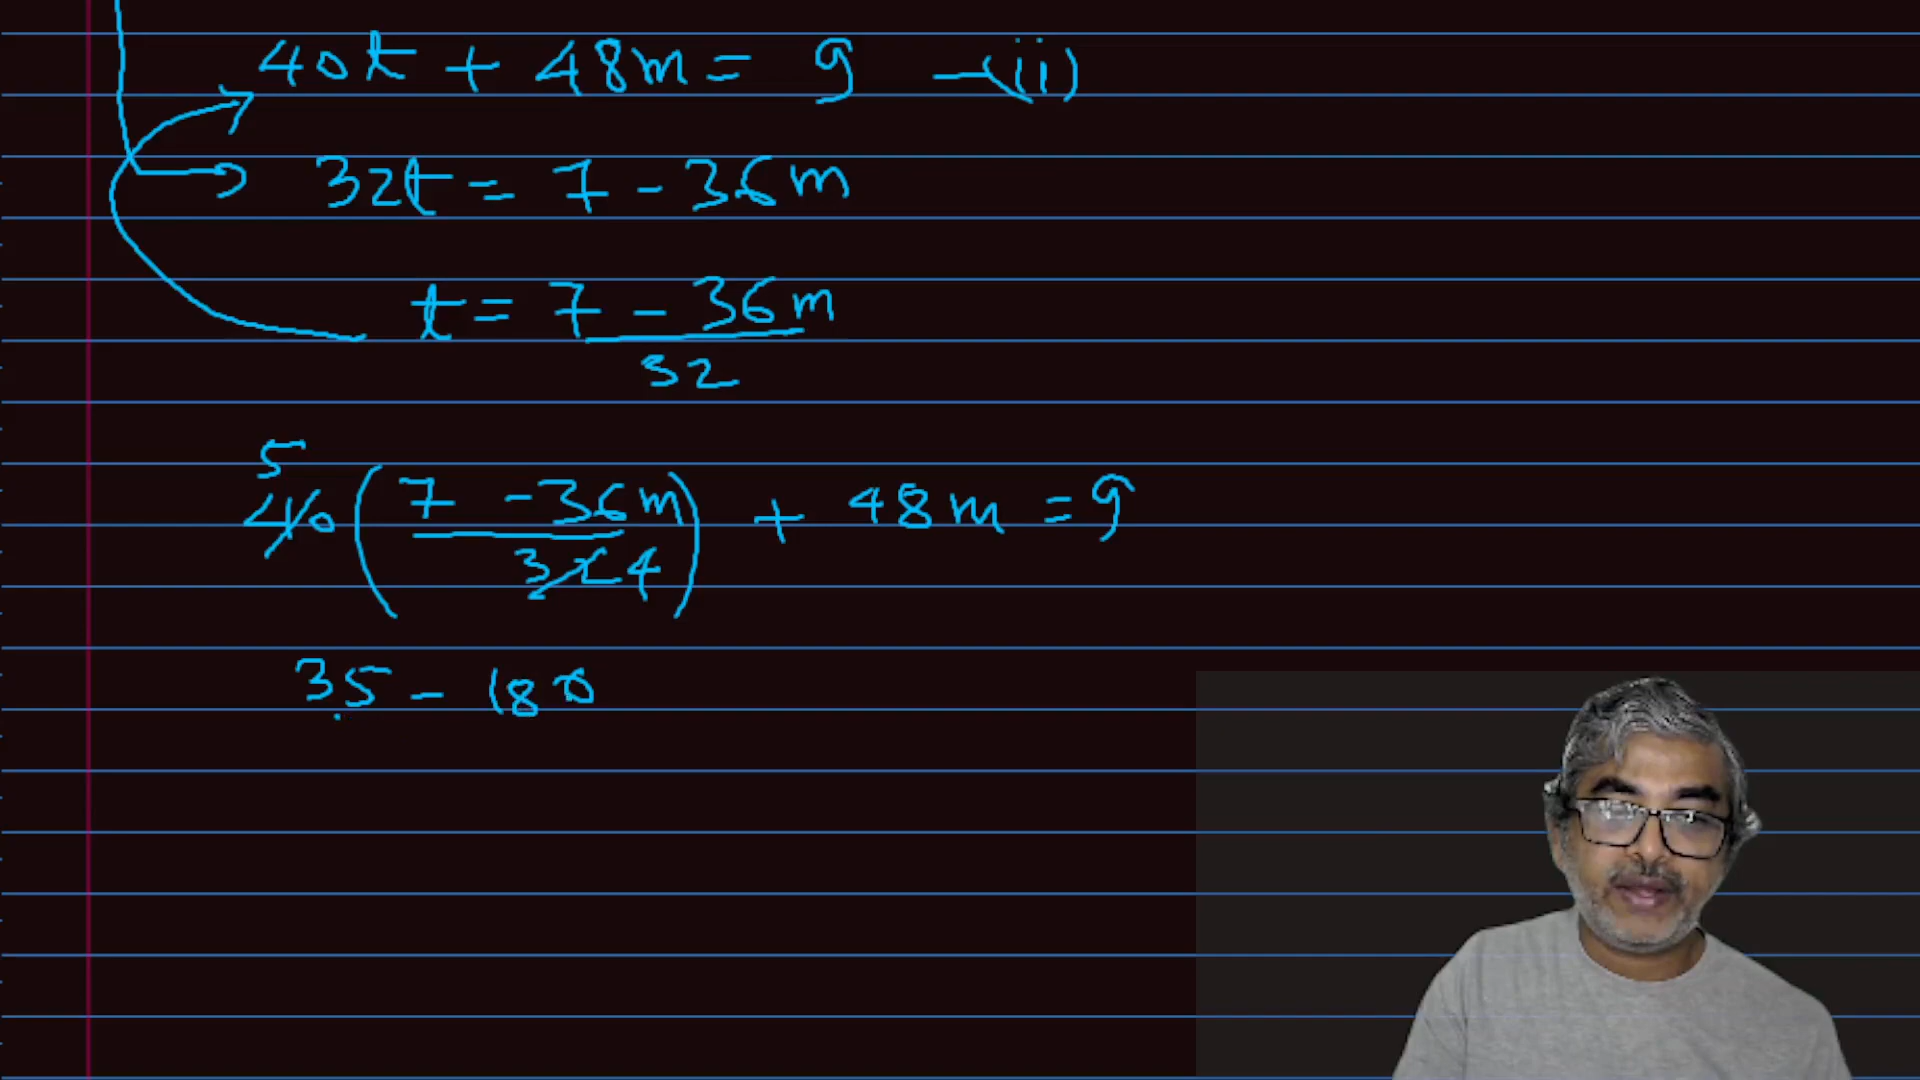 40t + 48m = 9 —(ii)
32t = 7 - 36m
t = 7 - 36m
32
5
40 ( 7 - 36m ) + 48m = 9
32 4
35 - 180